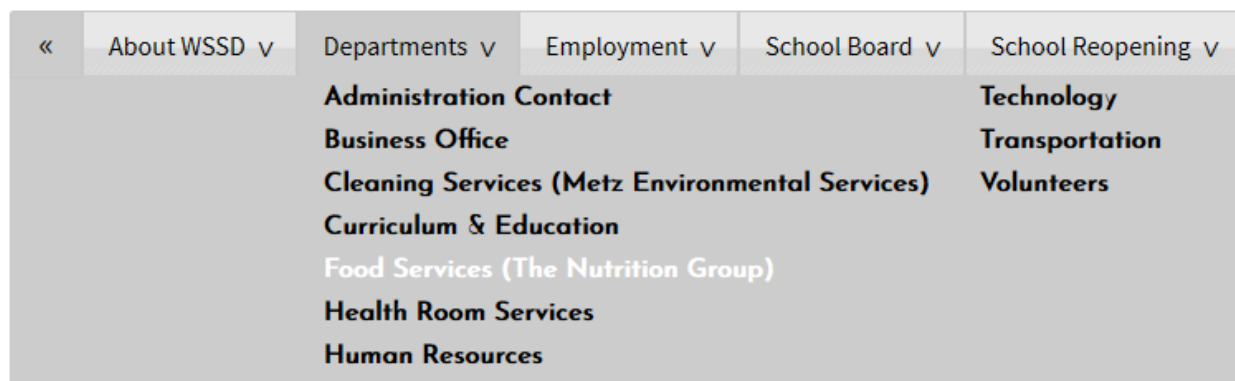 « About WSSD v Departments v Employment v School Board v School Reopening v
Administration Contact
Business Office
Cleaning Services (Metz Environmental Services)
Curriculum & Education
Food Services (The Nutrition Group)
Health Room Services
Human Resources
Technology
Transportation
Volunteers